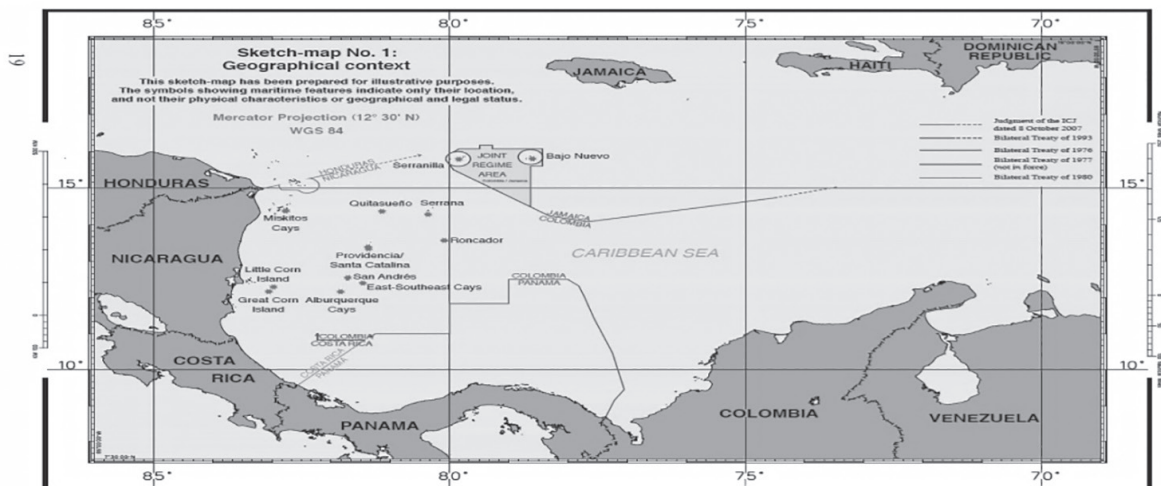 85° 80° 75° 70°
19
Sketch-map No. 1:
Geographical context
This sketch-map has been prepared for illustrative purposes.
The symbols showing maritime features indicate only their location,
and not their physical characteristics or geographical and legal status.
Mercator Projection (12° 30' N)
WGS 84
JAMAICA
HAITI
DOMINICAN
REPUBLIC
Judgment of the ICJ
dated 8 October 2007
Bilateral Treaty of 1993
Bilateral Treaty of 1976
Bilateral Treaty of 1977
(not in force)
Bilateral Treaty of 1980
HONDURAS
NICARAGUA
Serranilla
JOINT
REGIME
AREA
Bajo Nuevo
15°
HONDURAS
15°
Miskitos
Cays
Quitasueño
Serrana
JAMAICA
COLOMBIA
Roncador
CARIBBEAN SEA
NICARAGUA
Providencia/
Santa Catalina
Little Corn
Island
San Andrés
East-Southeast Cays
COLOMBIA
PANAMA
Great Corn
Island
Alburquerque
Cays
COLOMBIA
COSTA RICA
COSTA RICA
PANAMA
10°
COSTA
RICA
10°
PANAMA
COLOMBIA
VENEZUELA
85° 80° 75° 70°